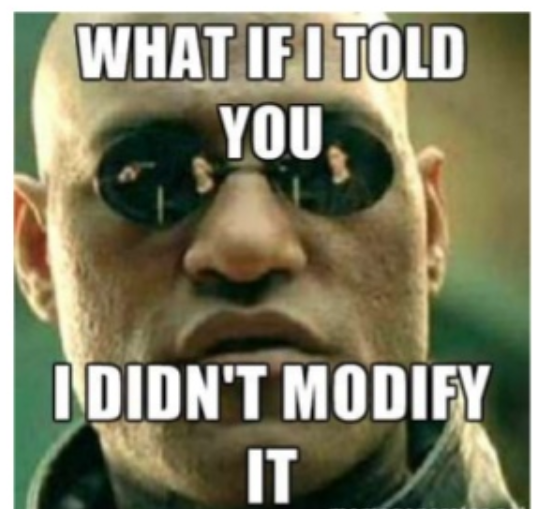 WHAT IF I TOLD
YOU
I DIDN'T MODIFY
IT